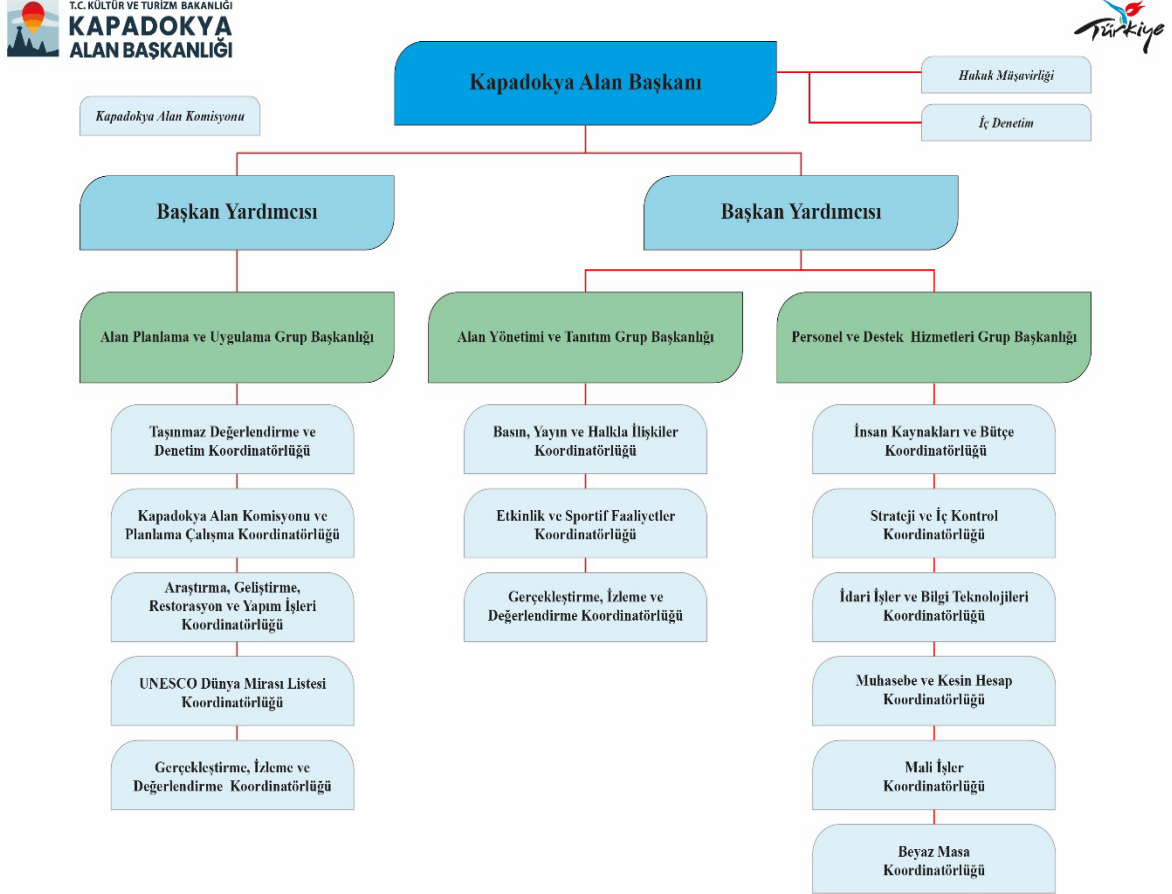 T.C. KÜLTÜR VE TURİZM BAKANLIĞI
KAPADOKYA
ALAN BAŞKANLIĞI
Türkiye
Kapadokya Alan Başkanı
Hukuk Müşavirliği
Kapadokya Alan Komisyonu
İç Denetim
Başkan Yardımcısı
Başkan Yardımcısı
Alan Planlama ve Uygulama Grup Başkanlığı
Alan Yönetimi ve Tanıtım Grup Başkanlığı
Personel ve Destek Hizmetleri Grup Başkanlığı
Taşınmaz Değerlendirme ve
Denetim Koordinatörlüğü
Kapadokya Alan Komisyonu ve
Planlama Çalışma Koordinatörlüğü
Araştırma, Geliştirme,
Restorasyon ve Yapım İşleri
Koordinatörlüğü
UNESCO Dünya Mirası Listesi
Koordinatörlüğü
Gerçekleştirme, İzleme ve
Değerlendirme Koordinatörlüğü
Basın, Yayın ve Halkla İlişkiler
Koordinatörlüğü
Etkinlik ve Sportif Faaliyetler
Koordinatörlüğü
Gerçekleştirme, İzleme ve
Değerlendirme Koordinatörlüğü
İnsan Kaynakları ve Bütçe
Koordinatörlüğü
Strateji ve İç Kontrol
Koordinatörlüğü
İdari İşler ve Bilgi Teknolojileri
Koordinatörlüğü
Muhasebe ve Kesin Hesap
Koordinatörlüğü
Mali İşler
Koordinatörlüğü
Beyaz Masa
Koordinatörlüğü